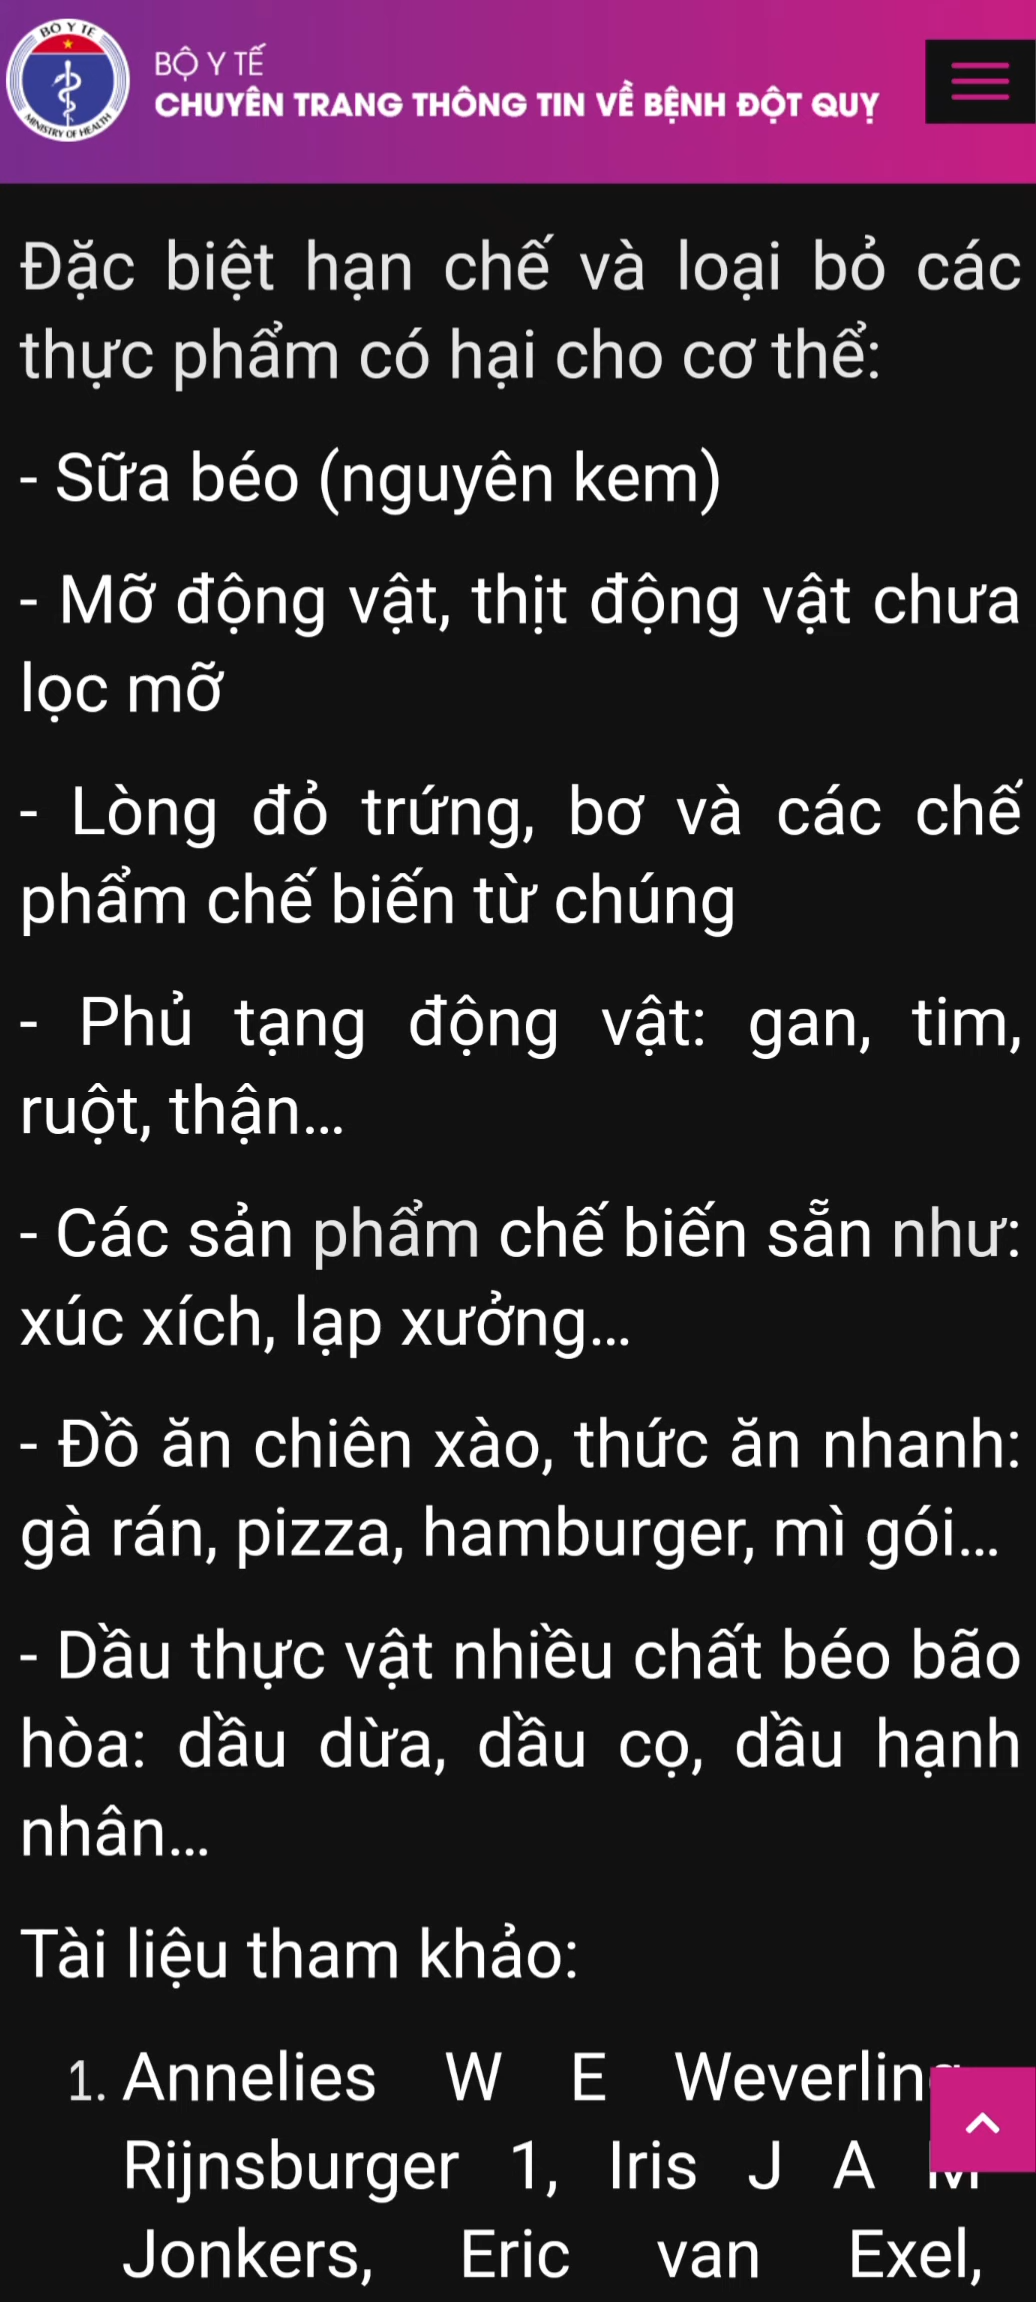 BỘ Y TẾ
MINISTRY OF HEALTH
BỘ Y TẾ
CHUYÊN TRANG THÔNG TIN VỀ BỆNH ĐỘT QUỴ
Đặc biệt hạn chế và loại bỏ các
thực phẩm có hại cho cơ thể:
- Sữa béo (nguyên kem)
- Mỡ động vật, thịt động vật chưa
lọc mỡ
- Lòng đỏ trứng, bơ và các chế
phẩm chế biến từ chúng
- Phủ tạng động vật: gan, tim,
ruột, thận...
- Các sản phẩm chế biến sẵn như:
xúc xích, lạp xưởng...
- Đồ ăn chiên xào, thức ăn nhanh:
gà rán, pizza, hamburger, mì gói...
- Dầu thực vật nhiều chất béo bão
hòa: dầu dừa, dầu cọ, dầu hạnh
nhân...
Tài liệu tham khảo:
1. Annelies W E
Rijnsburger 1, Iris J A
Jonkers, Eric van Exel,